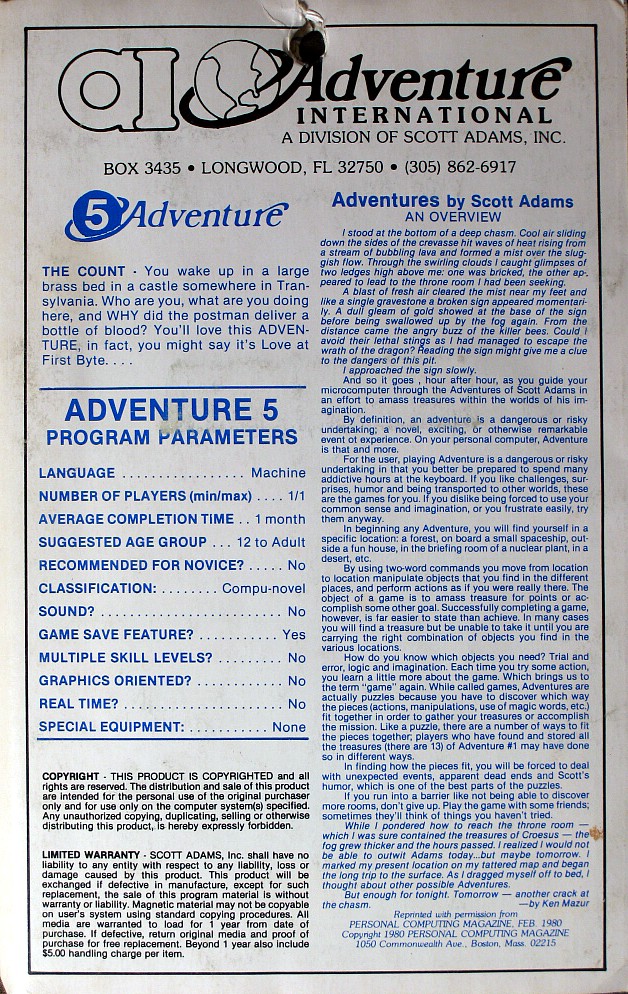 ai Adventure
INTERNATIONAL
A DIVISION OF SCOTT ADAMS, INC.
BOX 3435 • LONGWOOD, FL 32750 • (305) 862-6917
5 Adventure
THE COUNT - You wake up in a large
brass bed in a castle somewhere in Tran-
sylvania. Who are you, what are you doing
here, and WHY did the postman deliver a
bottle of blood? You'll love this ADVEN-
TURE, in fact, you might say it's Love at
First Byte. . . .
ADVENTURE 5
PROGRAM PARAMETERS
LANGUAGE . . . . . . . . . . . . . . . . . Machine
NUMBER OF PLAYERS (min/max) . . . . 1/1
AVERAGE COMPLETION TIME . . 1 month
SUGGESTED AGE GROUP . . . 12 to Adult
RECOMMENDED FOR NOVICE? . . . . . No
CLASSIFICATION: . . . . . . . . Compu-novel
SOUND? . . . . . . . . . . . . . . . . . . . . . . . No
GAME SAVE FEATURE? . . . . . . . . . . . Yes
MULTIPLE SKILL LEVELS? . . . . . . . . . No
GRAPHICS ORIENTED? . . . . . . . . . . . . No
REAL TIME? . . . . . . . . . . . . . . . . . . . No
SPECIAL EQUIPMENT: . . . . . . . . . . . None
COPYRIGHT - THIS PRODUCT IS COPYRIGHTED and all
rights are reserved. The distribution and sale of this product
are intended for the personal use of the original purchaser
only and for use only on the computer system(s) specified.
Any unauthorized copying, duplicating, selling or otherwise
distributing this product, is hereby expressly forbidden.
LIMITED WARRANTY - SCOTT ADAMS, Inc. shall have no
liability to any entity with respect to any liability, loss or
damage caused by this product. This product will be
exchanged if defective in manufacture, except for such
replacement, the sale of this program material is without
warranty or liability. Magnetic material may not be copyable
on user's system using standard copying procedures. All
media are warranted to load for 1 year from date of
purchase. If defective, return original media and proof of
purchase for free replacement. Beyond 1 year also include
$5.00 handling charge per item.
Adventures by Scott Adams
AN OVERVIEW
I stood at the bottom of a deep chasm. Cool air sliding
down the sides of the crevasse hit waves of heat rising from
a stream of bubbling lava and formed a mist over the slug-
gish flow. Through the swirling clouds I caught glimpses of
two ledges high above me: one was bricked, the other ap-
peared to lead to the throne room I had been seeking.
A blast of fresh air cleared the mist near my feet and
like a single gravestone a broken sign appeared momentari-
ly. A dull gleam of gold showed at the base of the sign
before being swallowed up by the fog again. From the
distance came the angry buzz of the killer bees. Could I
avoid their lethal stings as I had managed to escape the
wrath of the dragon? Reading the sign might give me a clue
to the dangers of this pit.
I approached the sign slowly.
And so it goes , hour after hour, as you guide your
microcomputer through the Adventures of Scott Adams in
an effort to amass treasures within the worlds of his im-
agination.
By definition, an adventure is a dangerous or risky
undertaking; a novel, exciting, or otherwise remarkable
event ot experience. On your personal computer, Adventure
is that and more.
For the user, playing Adventure is a dangerous or risky
undertaking in that you better be prepared to spend many
addictive hours at the keyboard. If you like challenges, sur-
prises, humor and being transported to other worlds, these
are the games for you. If you dislike being forced to use your
common sense and imagination, or you frustrate easily, try
them anyway.
In beginning any Adventure, you will find yourself in a
specific location: a forest, on board a small spaceship, out-
side a fun house, in the briefing room of a nuclear plant, in a
desert, etc.
By using two-word commands you move from location
to location manipulate objects that you find in the different
places, and perform actions as if you were really there. The
object of a game is to amass treasure for points or ac-
complish some other goal. Successfully completing a game,
however, is far easier to state than achieve. In many cases
you will find a treasure but be unable to take it until you are
carrying the right combination of objects you find in the
various locations.
How do you know which objects you need? Trial and
error, logic and imagination. Each time you try some action,
you learn a little more about the game. Which brings us to
the term "game" again. While called games, Adventures are
actually puzzles because you have to discover which way
the pieces (actions, manipulations, use of magic words, etc.)
fit together in order to gather your treasures or accomplish
the mission. Like a puzzle, there are a number of ways to fit
the pieces together; players who have found and stored all
the treasures (there are 13) of Adventure #1 may have done
so in different ways.
In finding how the pieces fit, you will be forced to deal
with unexpected events, apparent dead ends and Scott's
humor, which is one of the best parts of the puzzles.
If you run into a barrier like not being able to discover
more rooms, don't give up. Play the game with some friends;
sometimes they'll think of things you haven't tried.
While I pondered how to reach the throne room —
which I was sure contained the treasures of Croesus — the
fog grew thicker and the hours passed. I realized I would not
be able to outwit Adams today...but maybe tomorrow. I
marked my present location on my tattered map and began
the long trip to the surface. As I dragged myself off to bed, I
thought about other possible Adventures.
But enough for tonight. Tomorrow — another crack at
the chasm. —by Ken Mazur
Reprinted with permission from
PERSONAL COMPUTING MAGAZINE, FEB. 1980
Copyright 1980 PERSONAL COMPUTING MAGAZINE
1050 Commonwealth Ave., Boston, Mass. 02215